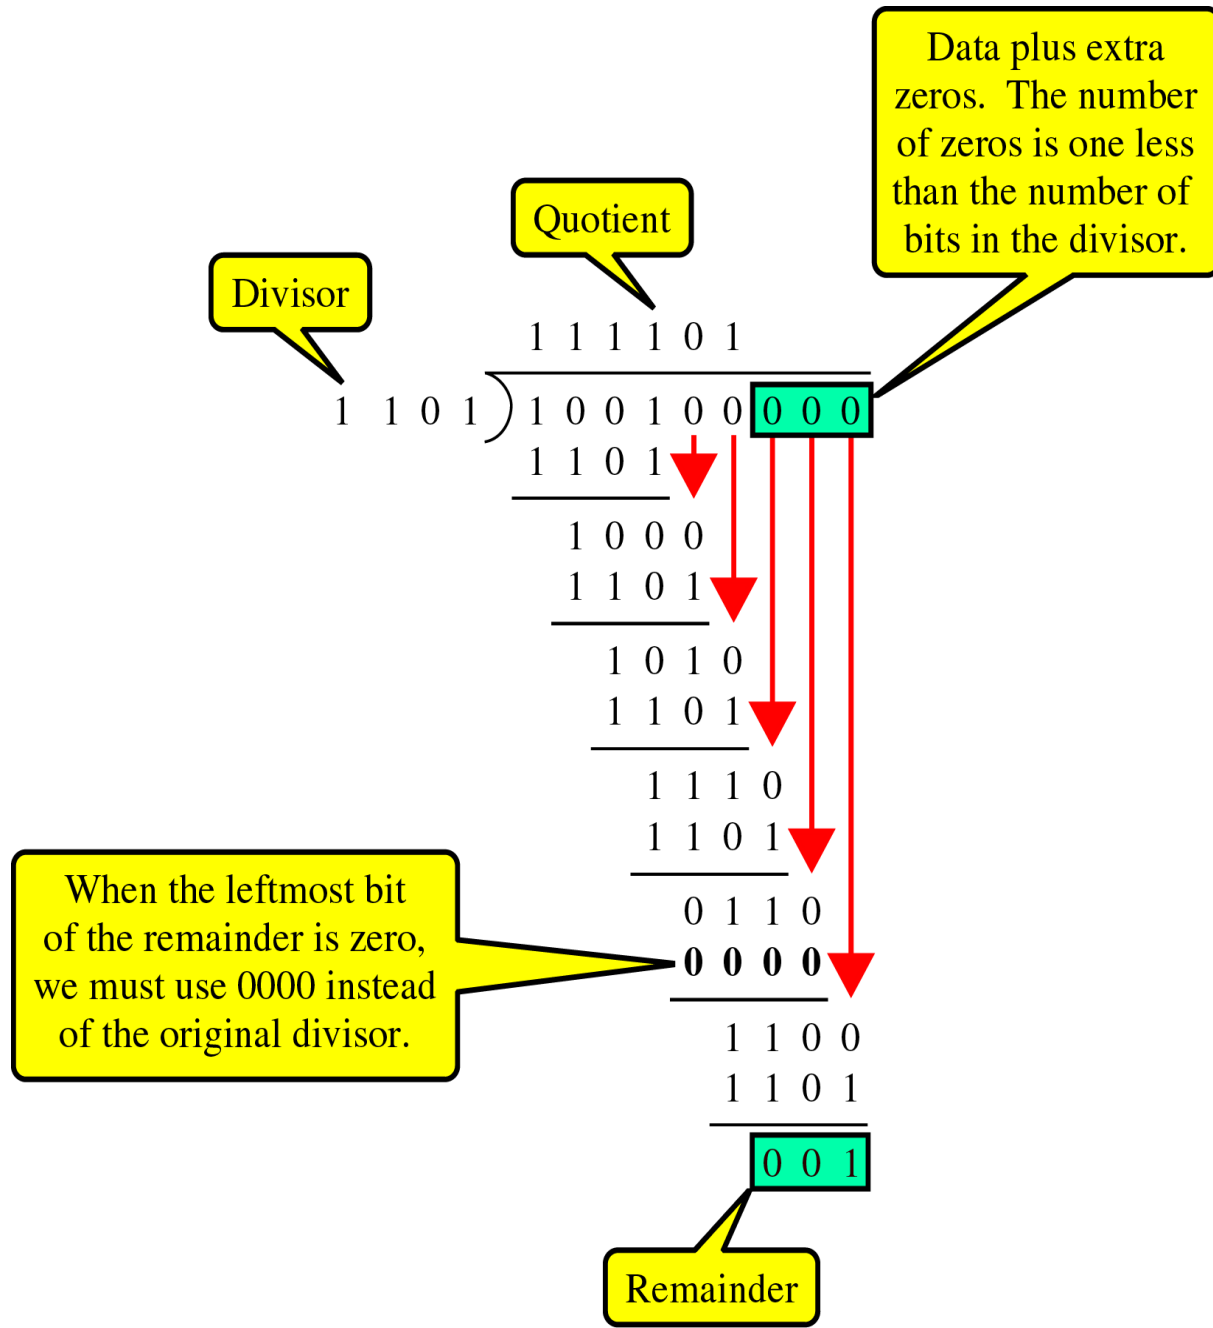 Data plus extra
zeros.  The number
of zeros is one less
than the number of
bits in the divisor.
Quotient
Divisor
1 1 1 1 0 1
1 1 0 1 ) 1 0 0 1 0 0 0 0 0
1 1 0 1
1 0 0 0
1 1 0 1
1 0 1 0
1 1 0 1
1 1 1 0
1 1 0 1
When the leftmost bit
of the remainder is zero,
we must use 0000 instead
of the original divisor.
0 1 1 0
0 0 0 0
1 1 0 0
1 1 0 1
0 0 1
Remainder